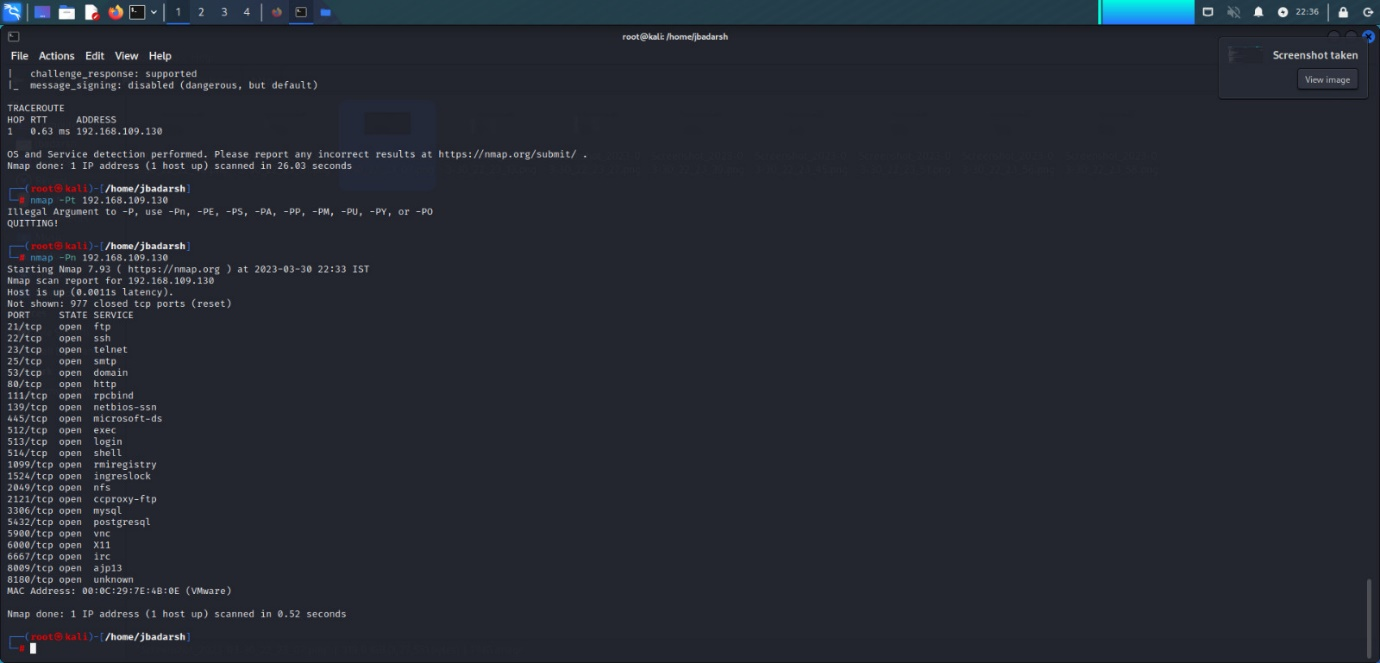 1 2 3 4 22:36
root@kali: /home/jbadarsh
File Actions Edit View Help
Screenshot taken
View image
| challenge_response: supported
|_ message_signing: disabled (dangerous, but default)
TRACEROUTE
HOP RTT ADDRESS
1 0.63 ms 192.168.109.130
OS and Service detection performed. Please report any incorrect results at https://nmap.org/submit/ .
Nmap done: 1 IP address (1 host up) scanned in 26.03 seconds
┌──(root㉿kali)-[/home/jbadarsh]
└─# nmap -Pt 192.168.109.130
Illegal Argument to -P, use -Pn, -PE, -PS, -PA, -PP, -PM, -PU, -PY, or -PO
QUITTING!
┌──(root㉿kali)-[/home/jbadarsh]
└─# nmap -Pn 192.168.109.130
Starting Nmap 7.93 ( https://nmap.org ) at 2023-03-30 22:33 IST
Nmap scan report for 192.168.109.130
Host is up (0.0011s latency).
Not shown: 977 closed tcp ports (reset)
PORT STATE SERVICE
21/tcp open ftp
22/tcp open ssh
23/tcp open telnet
25/tcp open smtp
53/tcp open domain
80/tcp open http
111/tcp open rpcbind
139/tcp open netbios-ssn
445/tcp open microsoft-ds
512/tcp open exec
513/tcp open login
514/tcp open shell
1099/tcp open rmiregistry
1524/tcp open ingreslock
2049/tcp open nfs
2121/tcp open ccproxy-ftp
3306/tcp open mysql
5432/tcp open postgresql
5900/tcp open vnc
6000/tcp open X11
6667/tcp open irc
8009/tcp open ajp13
8180/tcp open unknown
MAC Address: 00:0C:29:7E:4B:0E (VMware)
Nmap done: 1 IP address (1 host up) scanned in 0.52 seconds
┌──(root㉿kali)-[/home/jbadarsh]
└─#